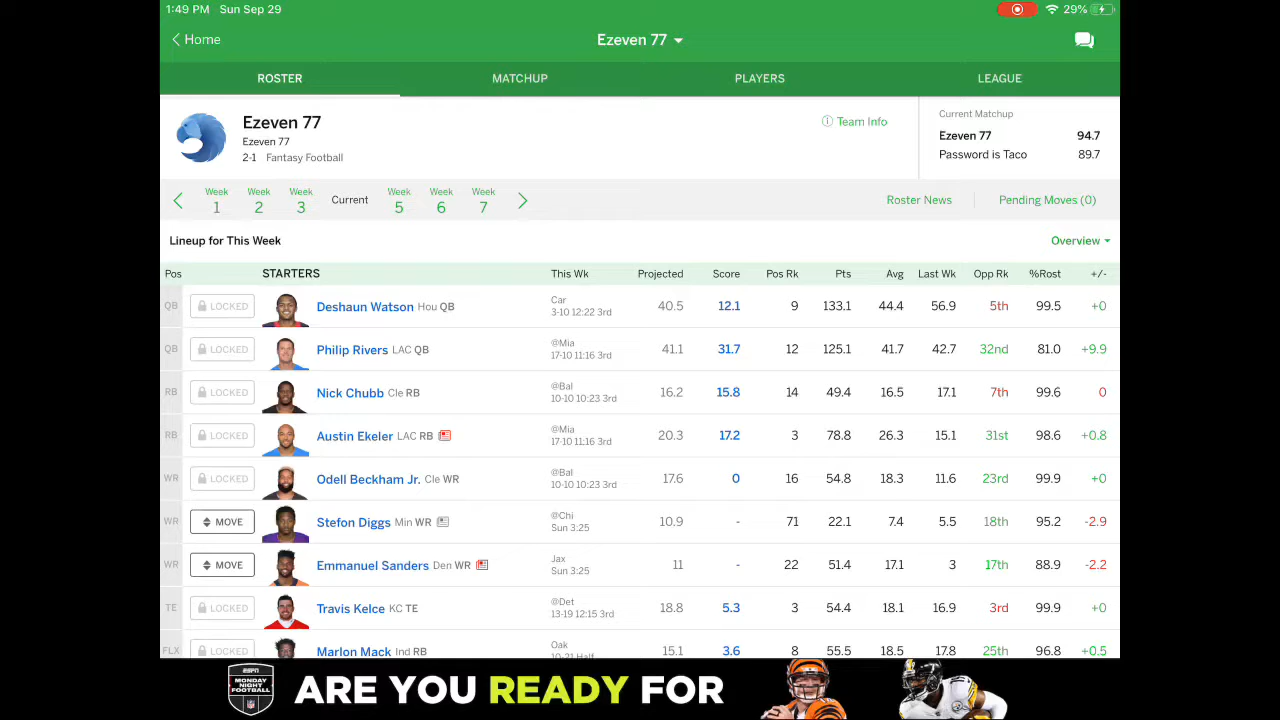 1:49 PM Sun Sep 29 29%
Home Ezeven 77
ROSTER MATCHUP PLAYERS LEAGUE
Ezeven 77
Ezeven 77
2-1 Fantasy Football
Team Info
Current Matchup
Ezeven 77 94.7
Password is Taco 89.7
Week 1 Week 2 Week 3 Current Week 5 Week 6 Week 7
Roster News Pending Moves (0)
Lineup for This Week Overview
Pos STARTERS This Wk Projected Score Pos Rk Pts Avg Last Wk Opp Rk %Rost +/-
QB LOCKED Deshaun Watson Hou QB Car 3-10 12:22 3rd 40.5 12.1 9 133.1 44.4 56.9 5th 99.5 +0
QB LOCKED Philip Rivers LAC QB @Mia 17-10 11:16 3rd 41.1 31.7 12 125.1 41.7 42.7 32nd 81.0 +9.9
RB LOCKED Nick Chubb Cle RB @Bal 10-10 10:23 3rd 16.2 15.8 14 49.4 16.5 17.1 7th 99.6 0
RB LOCKED Austin Ekeler LAC RB @Mia 17-10 11:16 3rd 20.3 17.2 3 78.8 26.3 15.1 31st 98.6 +0.8
WR LOCKED Odell Beckham Jr. Cle WR @Bal 10-10 10:23 3rd 17.6 0 16 54.8 18.3 11.6 23rd 99.9 +0
WR MOVE Stefon Diggs Min WR @Chi Sun 3:25 10.9 - 71 22.1 7.4 5.5 18th 95.2 -2.9
WR MOVE Emmanuel Sanders Den WR Jax Sun 3:25 11 - 22 51.4 17.1 3 17th 88.9 -2.2
TE LOCKED Travis Kelce KC TE @Det 13-19 12:15 3rd 18.8 5.3 3 54.4 18.1 16.9 3rd 99.9 +0
FLX LOCKED Marlon Mack Ind RB Oak 10-21 Half 15.1 3.6 8 55.5 18.5 17.8 25th 96.8 +0.5
ESPN MONDAY NIGHT FOOTBALL NFL ARE YOU READY FOR